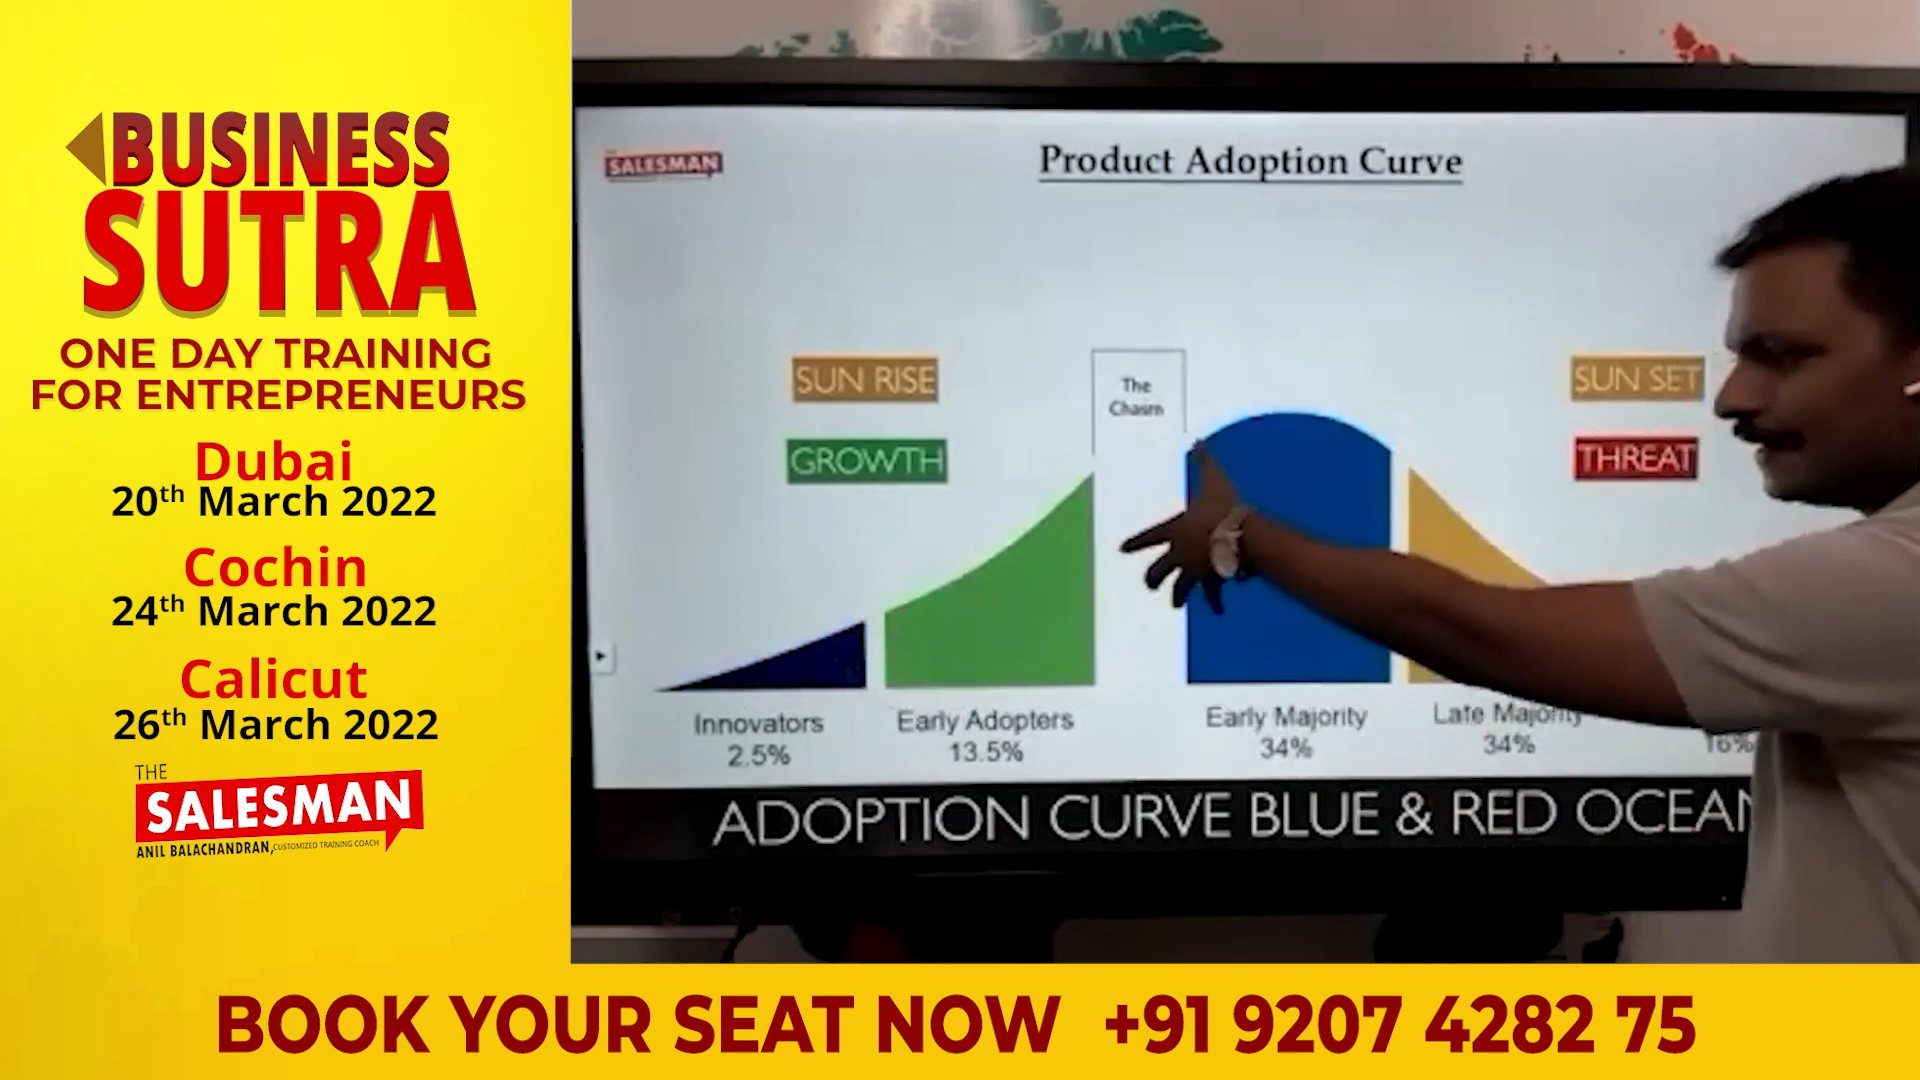 BUSINESS
SUTRA
ONE DAY TRAINING
FOR ENTREPRENEURS
Dubai
20th March 2022
Cochin
24th March 2022
Calicut
26th March 2022
THE
SALESMAN
ANIL BALACHANDRAN, CUSTOMIZED TRAINING COACH
SALESMAN
Product Adoption Curve
SUN RISE
GROWTH
The
Chasm
SUN SET
THREAT
Innovators
2.5%
Early Adopters
13.5%
Early Majority
34%
Late Majority
34%
16%
ADOPTION CURVE BLUE & RED OCEAN
BOOK YOUR SEAT NOW +91 9207 4282 75